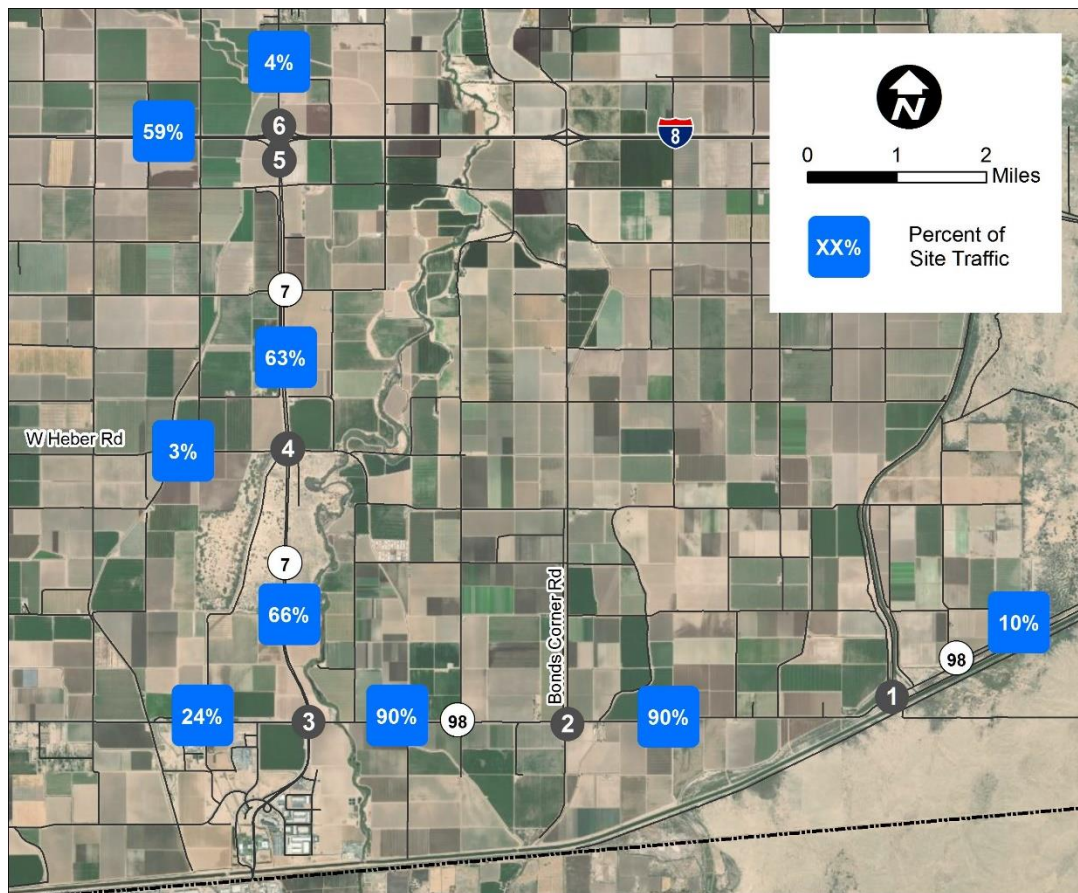 4%
6
59%
5
8
N
0 1 2
Miles
XX%
Percent of
Site Traffic
7
63%
W Heber Rd
3%
4
7
66%
Bonds Corner Rd
10%
98
1
24%
3
90%
98
2
90%